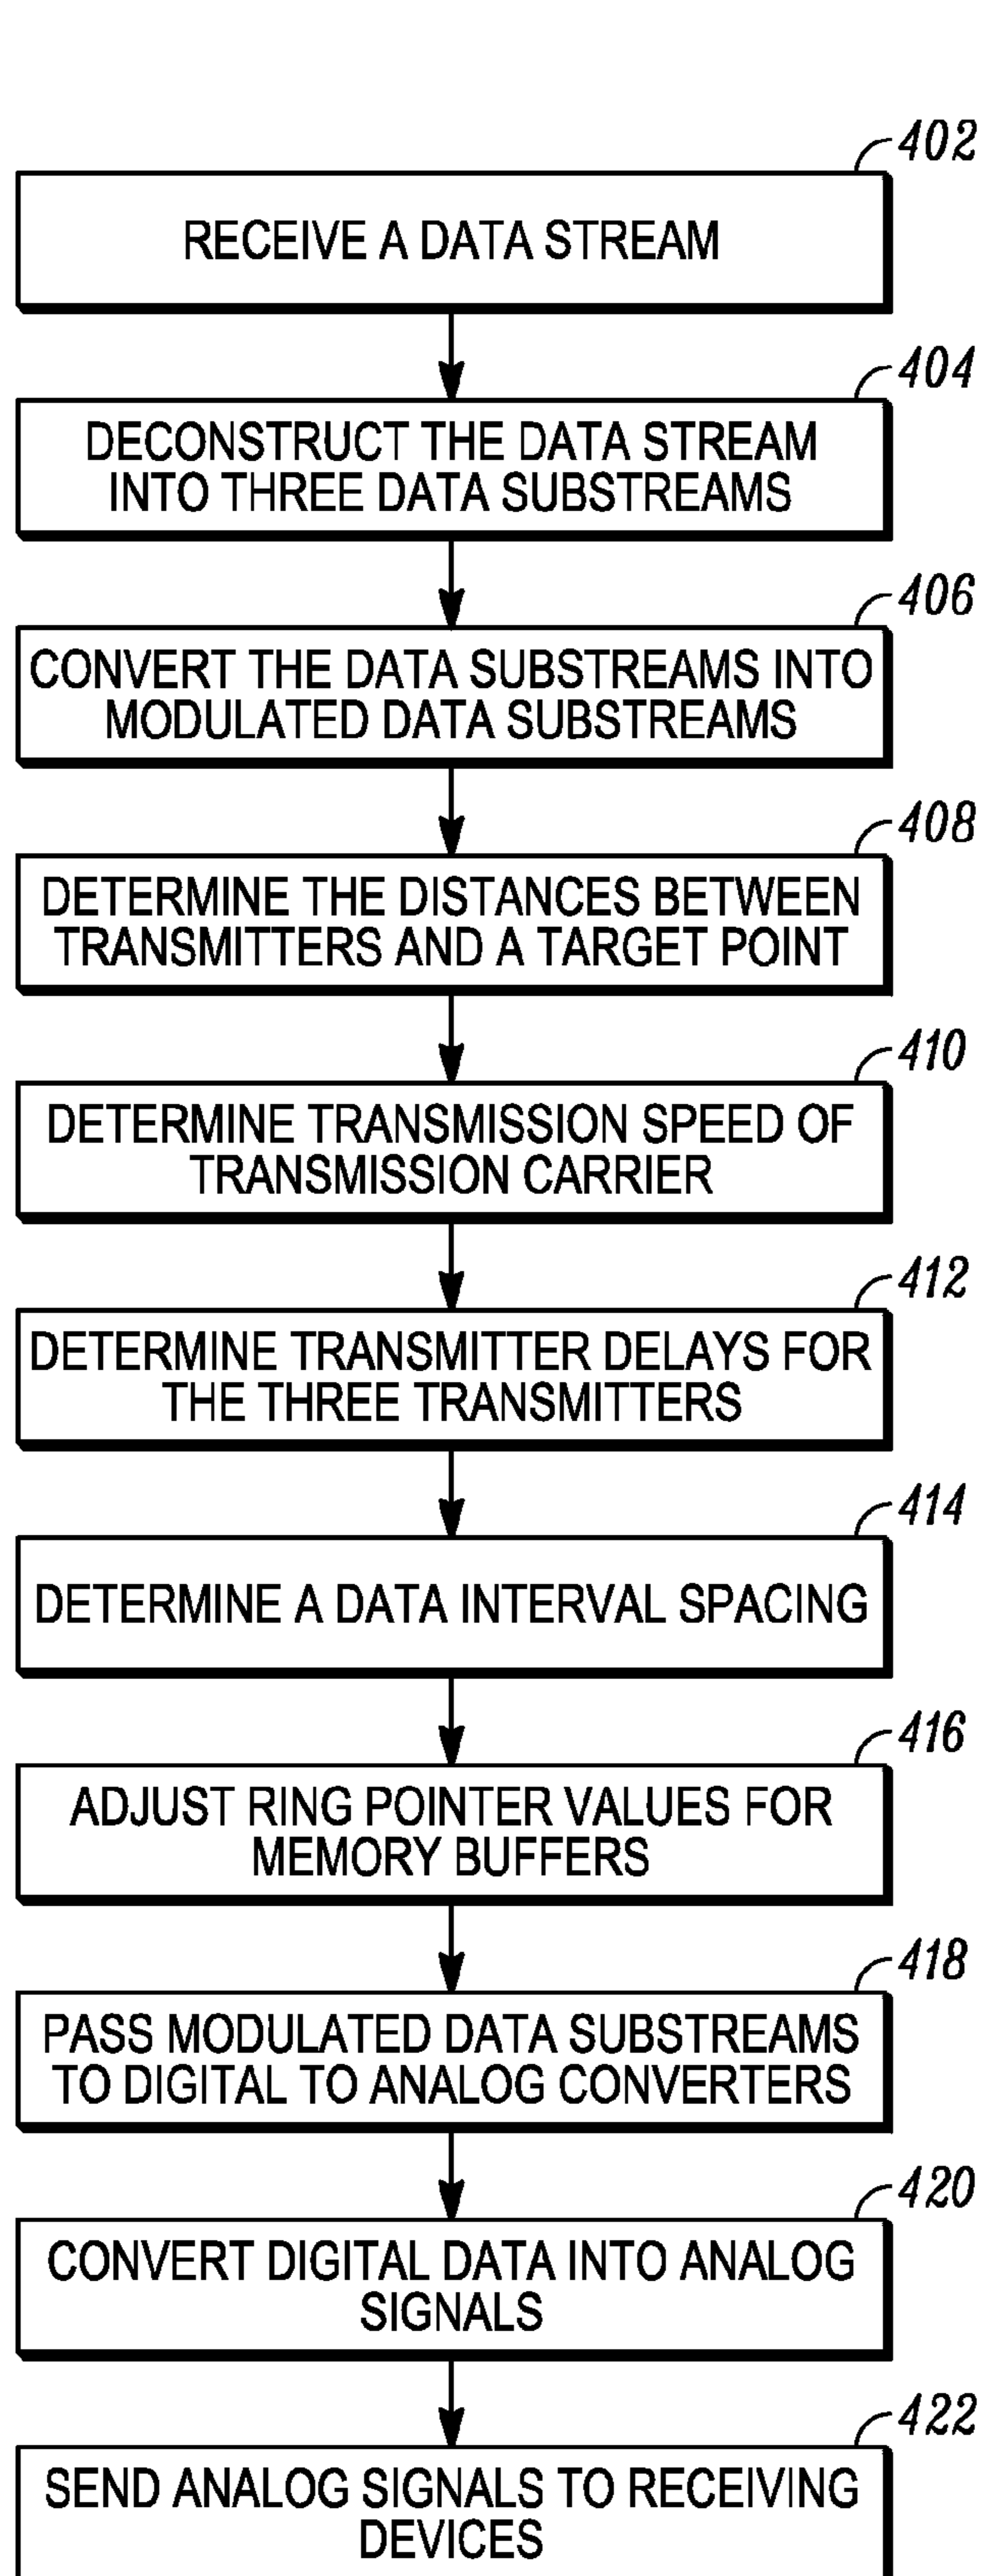 402
RECEIVE A DATA STREAM
404
DECONSTRUCT THE DATA STREAM
INTO THREE DATA SUBSTREAMS
406
CONVERT THE DATA SUBSTREAMS INTO
MODULATED DATA SUBSTREAMS
408
DETERMINE THE DISTANCES BETWEEN
TRANSMITTERS AND A TARGET POINT
410
DETERMINE TRANSMISSION SPEED OF
TRANSMISSION CARRIER
412
DETERMINE TRANSMITTER DELAYS FOR
THE THREE TRANSMITTERS
414
DETERMINE A DATA INTERVAL SPACING
416
ADJUST RING POINTER VALUES FOR
MEMORY BUFFERS
418
PASS MODULATED DATA SUBSTREAMS
TO DIGITAL TO ANALOG CONVERTERS
420
CONVERT DIGITAL DATA INTO ANALOG
SIGNALS
422
SEND ANALOG SIGNALS TO RECEIVING
DEVICES